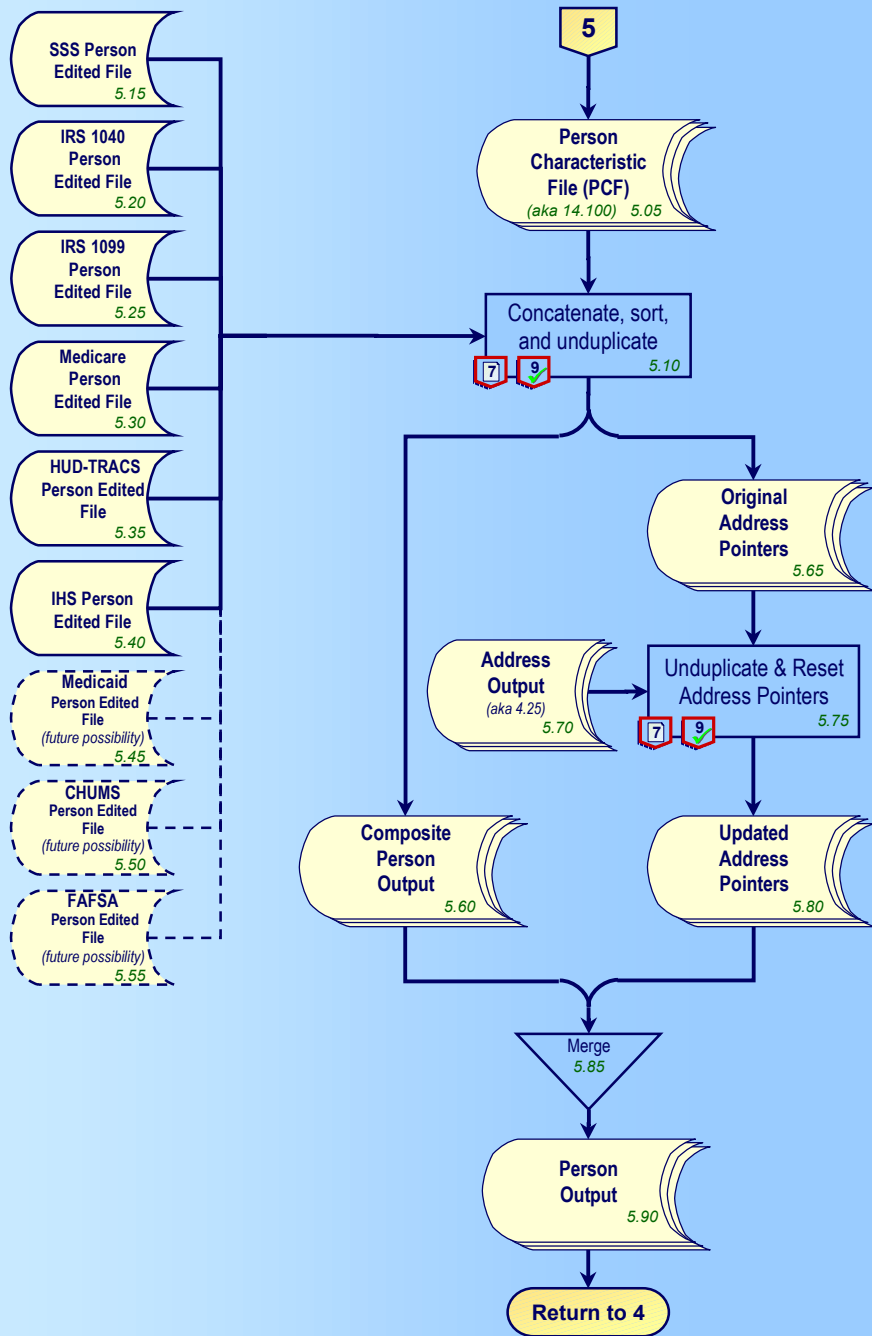 SSS Person
Edited File
5.15
IRS 1040
Person
Edited File
5.20
IRS 1099
Person
Edited File
5.25
Medicare
Person
Edited File
5.30
HUD-TRACS
Person Edited
File
5.35
IHS Person
Edited File
5.40
Medicaid
Person Edited
File
(future possibility)
5.45
CHUMS
Person Edited
File
(future possibility)
5.50
FAFSA
Person Edited
File
(future possibility)
5.55
5
Person
Characteristic
File (PCF)
(aka 14.100) 5.05
Concatenate, sort,
and unduplicate
5.10
7
9
Original
Address
Pointers
5.65
Address
Output
(aka 4.25)
5.70
Unduplicate & Reset
Address Pointers
5.75
7
9
Composite
Person
Output
5.60
Updated
Address
Pointers
5.80
Merge
5.85
Person
Output
5.90
Return to 4